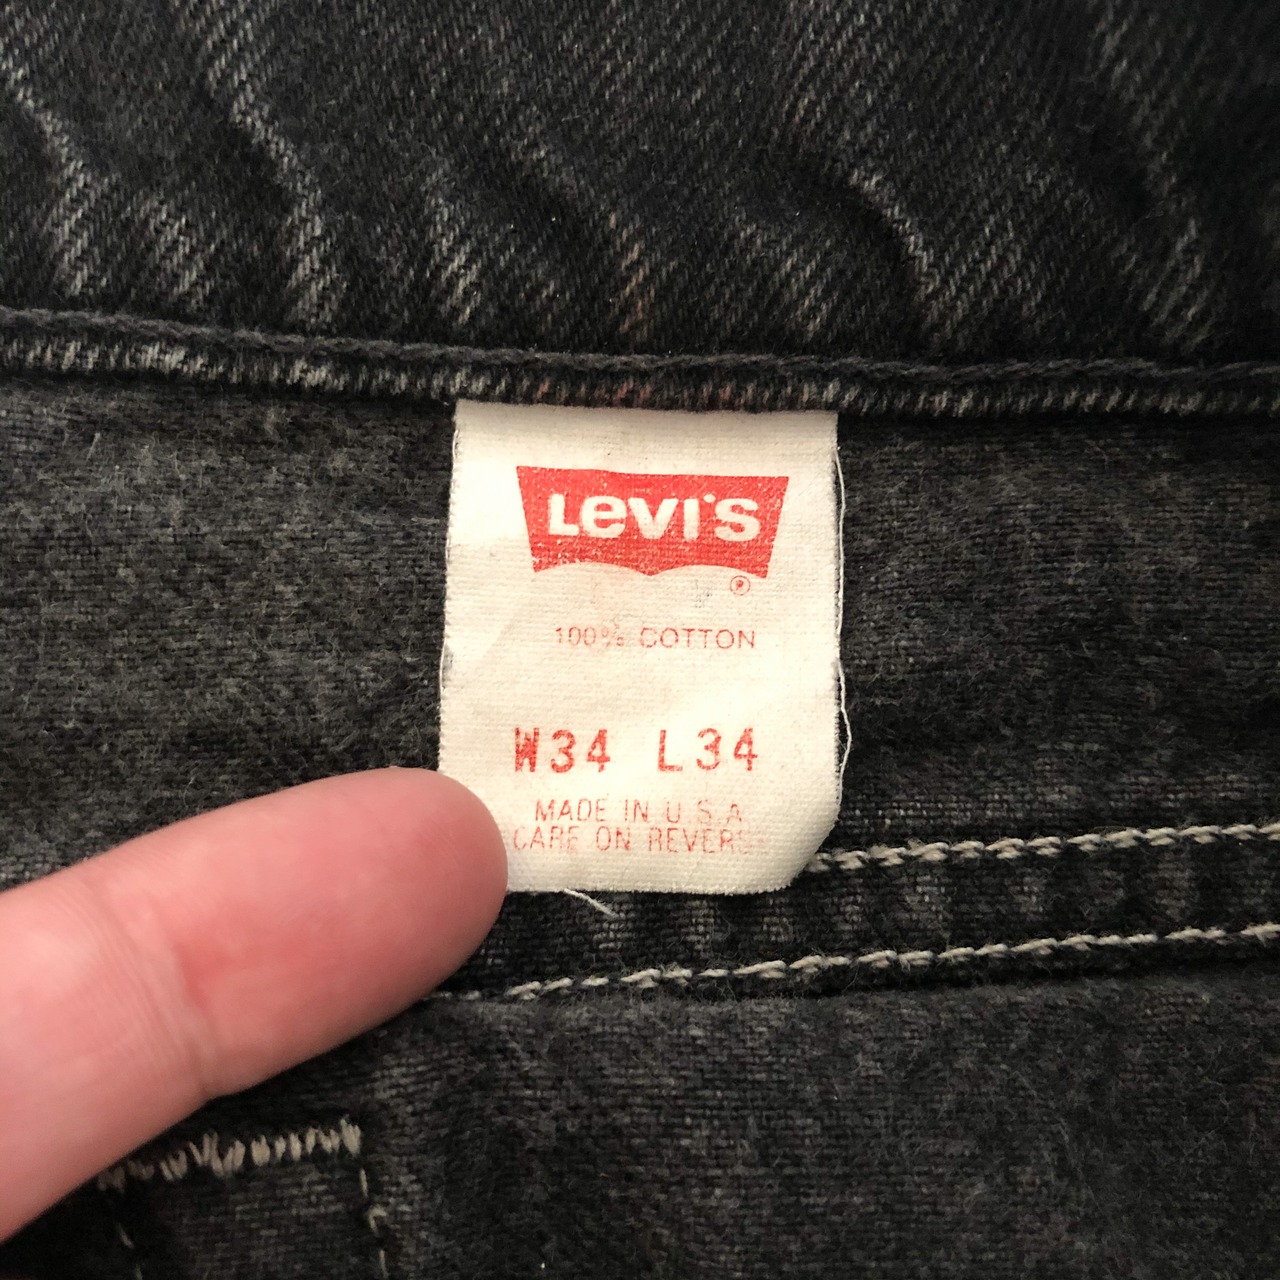 Levi's
®
100% COTTON
W34 L34
MADE IN U.S.A
CARE ON REVERSE